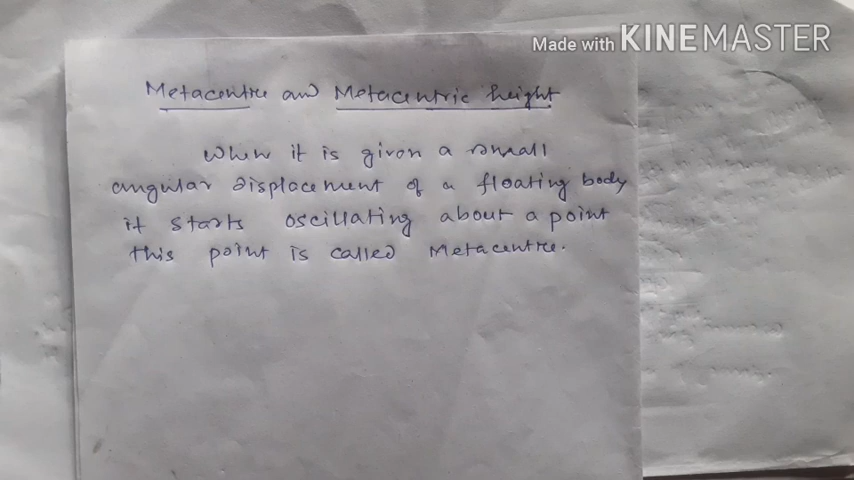 Made with KINEMASTER
Metacentre and Metacentric height
When it is given a small
angular displacement of a floating body
it starts oscillating about a point
this point is called Metacentre.